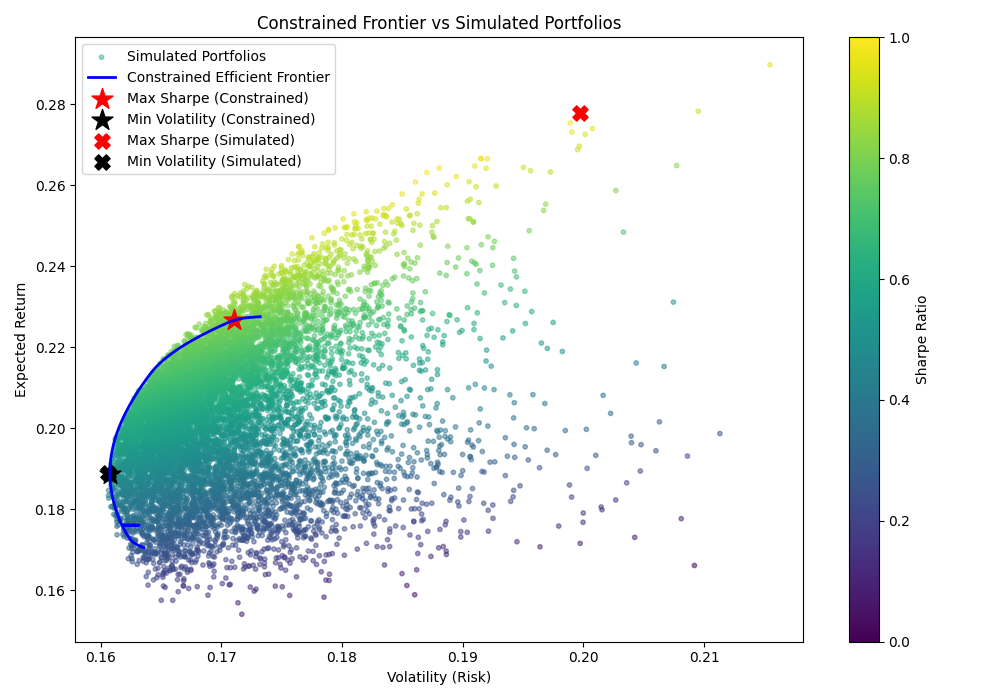 Constrained Frontier vs Simulated Portfolios
Simulated Portfolios
Constrained Efficient Frontier
Max Sharpe (Constrained)
Min Volatility (Constrained)
Max Sharpe (Simulated)
Min Volatility (Simulated)
Expected Return
0.28
0.26
0.24
0.22
0.20
0.18
0.16
0.16
0.17
0.18
0.19
0.20
0.21
Volatility (Risk)
1.0
0.8
0.6
0.4
0.2
0.0
Sharpe Ratio